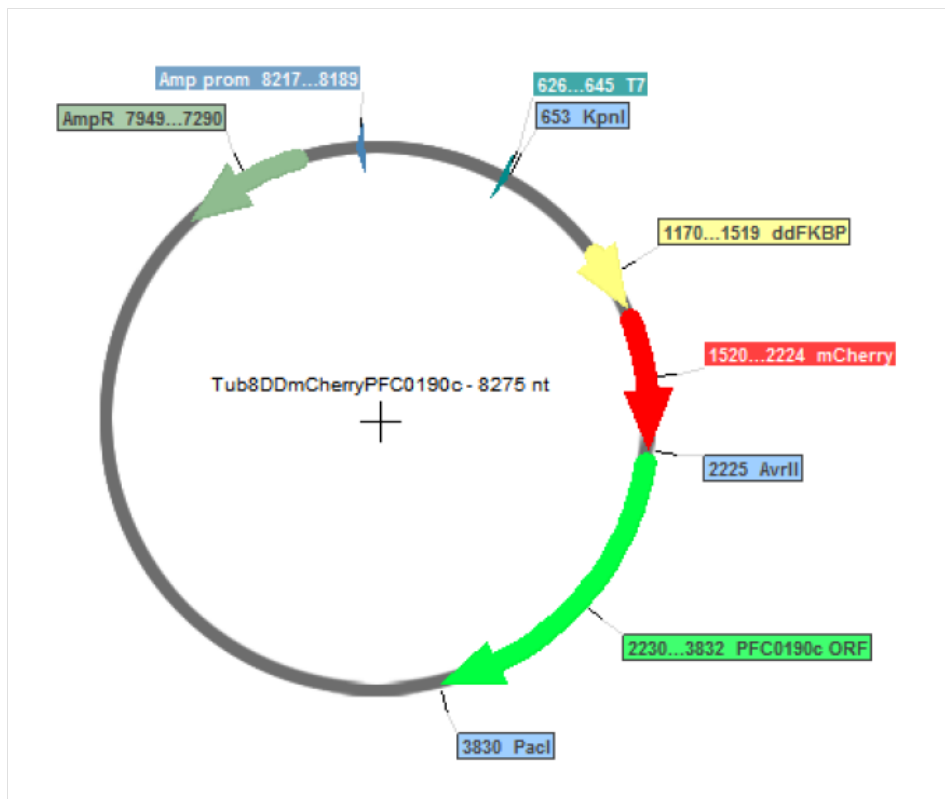 Amp prom 8217...8189
626...645 T7
AmpR 7949...7290
653 KpnI
1170...1519 ddFKBP
1520...2224 mCherry
Tub8DDmCherryPFC0190c - 8275 nt
2225 AvrII
2230...3832 PFC0190c ORF
3830 PacI